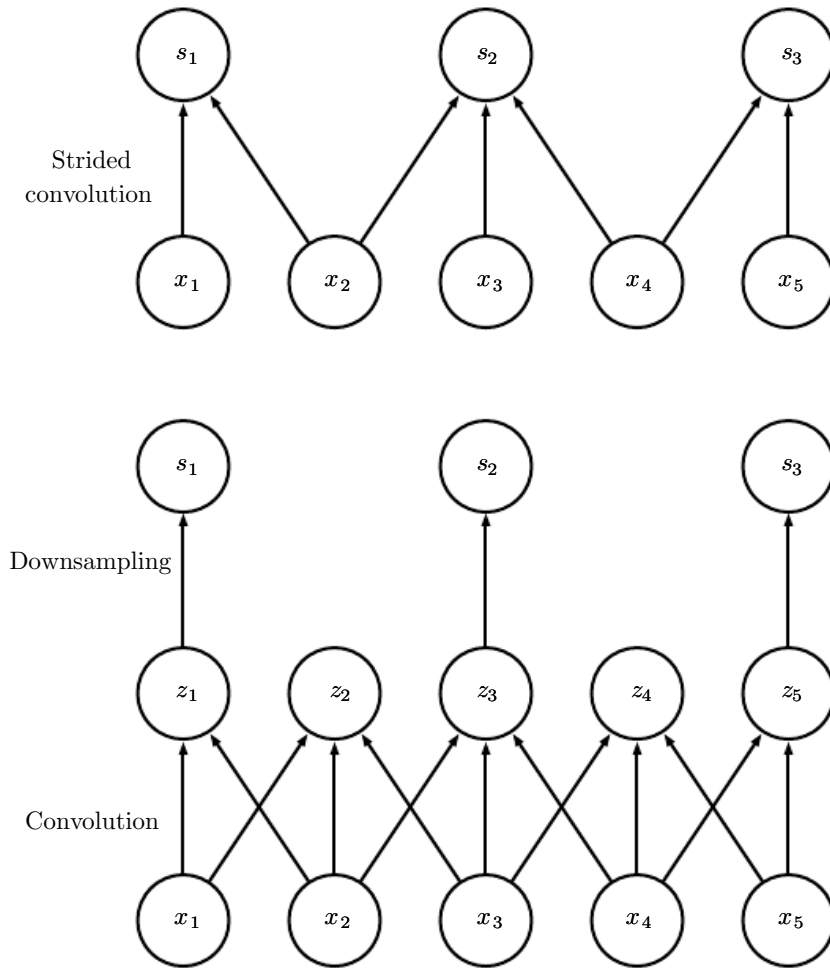 s₁ s₂ s₃
Strided
convolution
x₁ x₂ x₃ x₄ x₅
s₁ s₂ s₃
Downsampling
z₁ z₂ z₃ z₄ z₅
Convolution
x₁ x₂ x₃ x₄ x₅